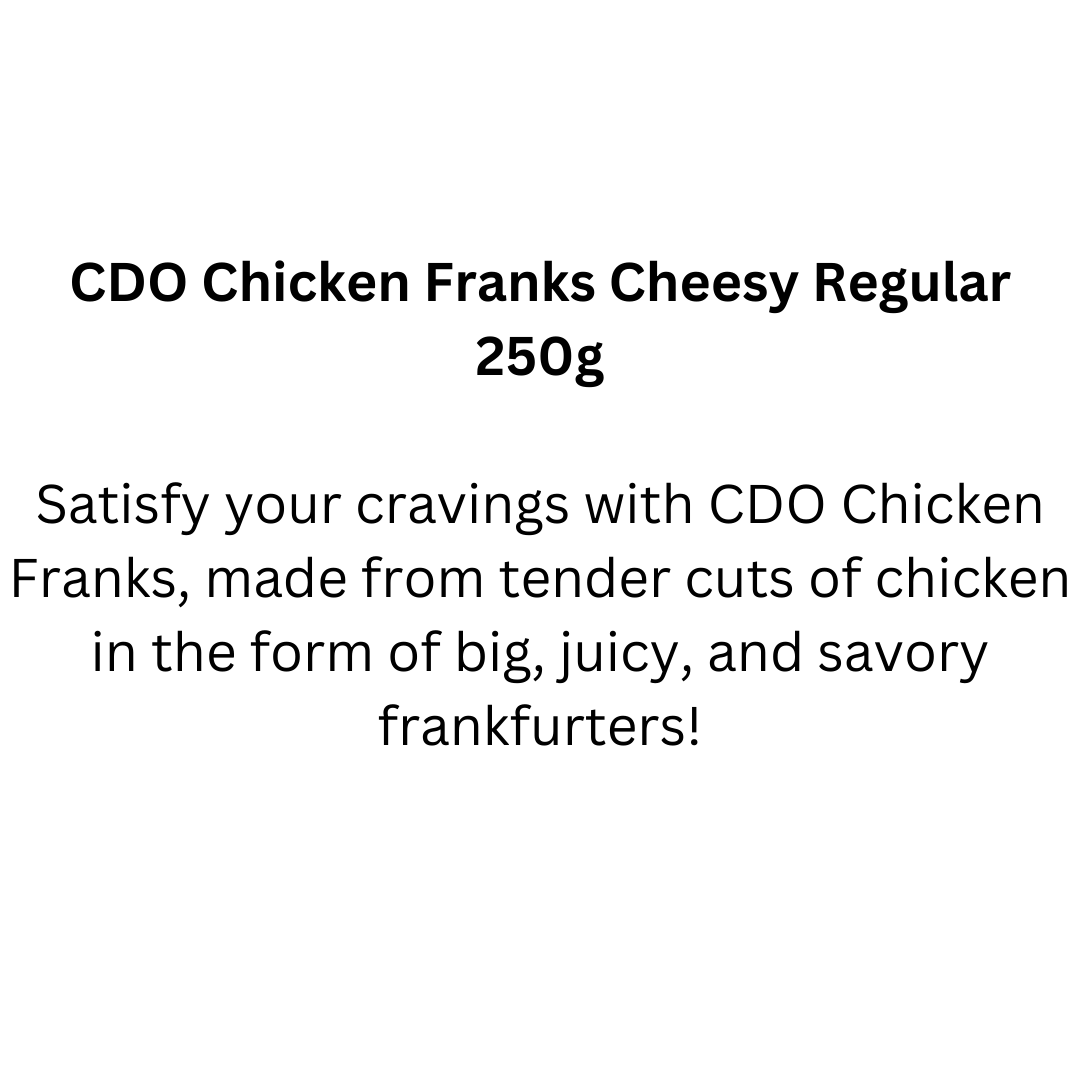 CDO Chicken Franks Cheesy Regular
250g
Satisfy your cravings with CDO Chicken
Franks, made from tender cuts of chicken
in the form of big, juicy, and savory
frankfurters!